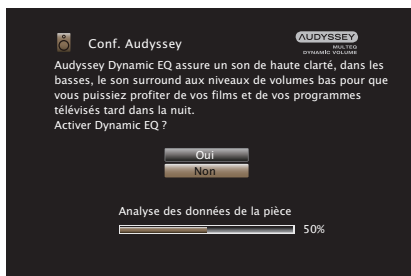 Conf. Audyssey
AUDYSSEY
MULTEQ
DYNAMIC VOLUME
Audyssey Dynamic EQ assure un son de haute clarté, dans les
basses, le son surround aux niveaux de volumes bas pour que
vous puissiez profiter de vos films et de vos programmes
télévisés tard dans la nuit.
Activer Dynamic EQ ?
Oui
Non
Analyse des données de la pièce
50%